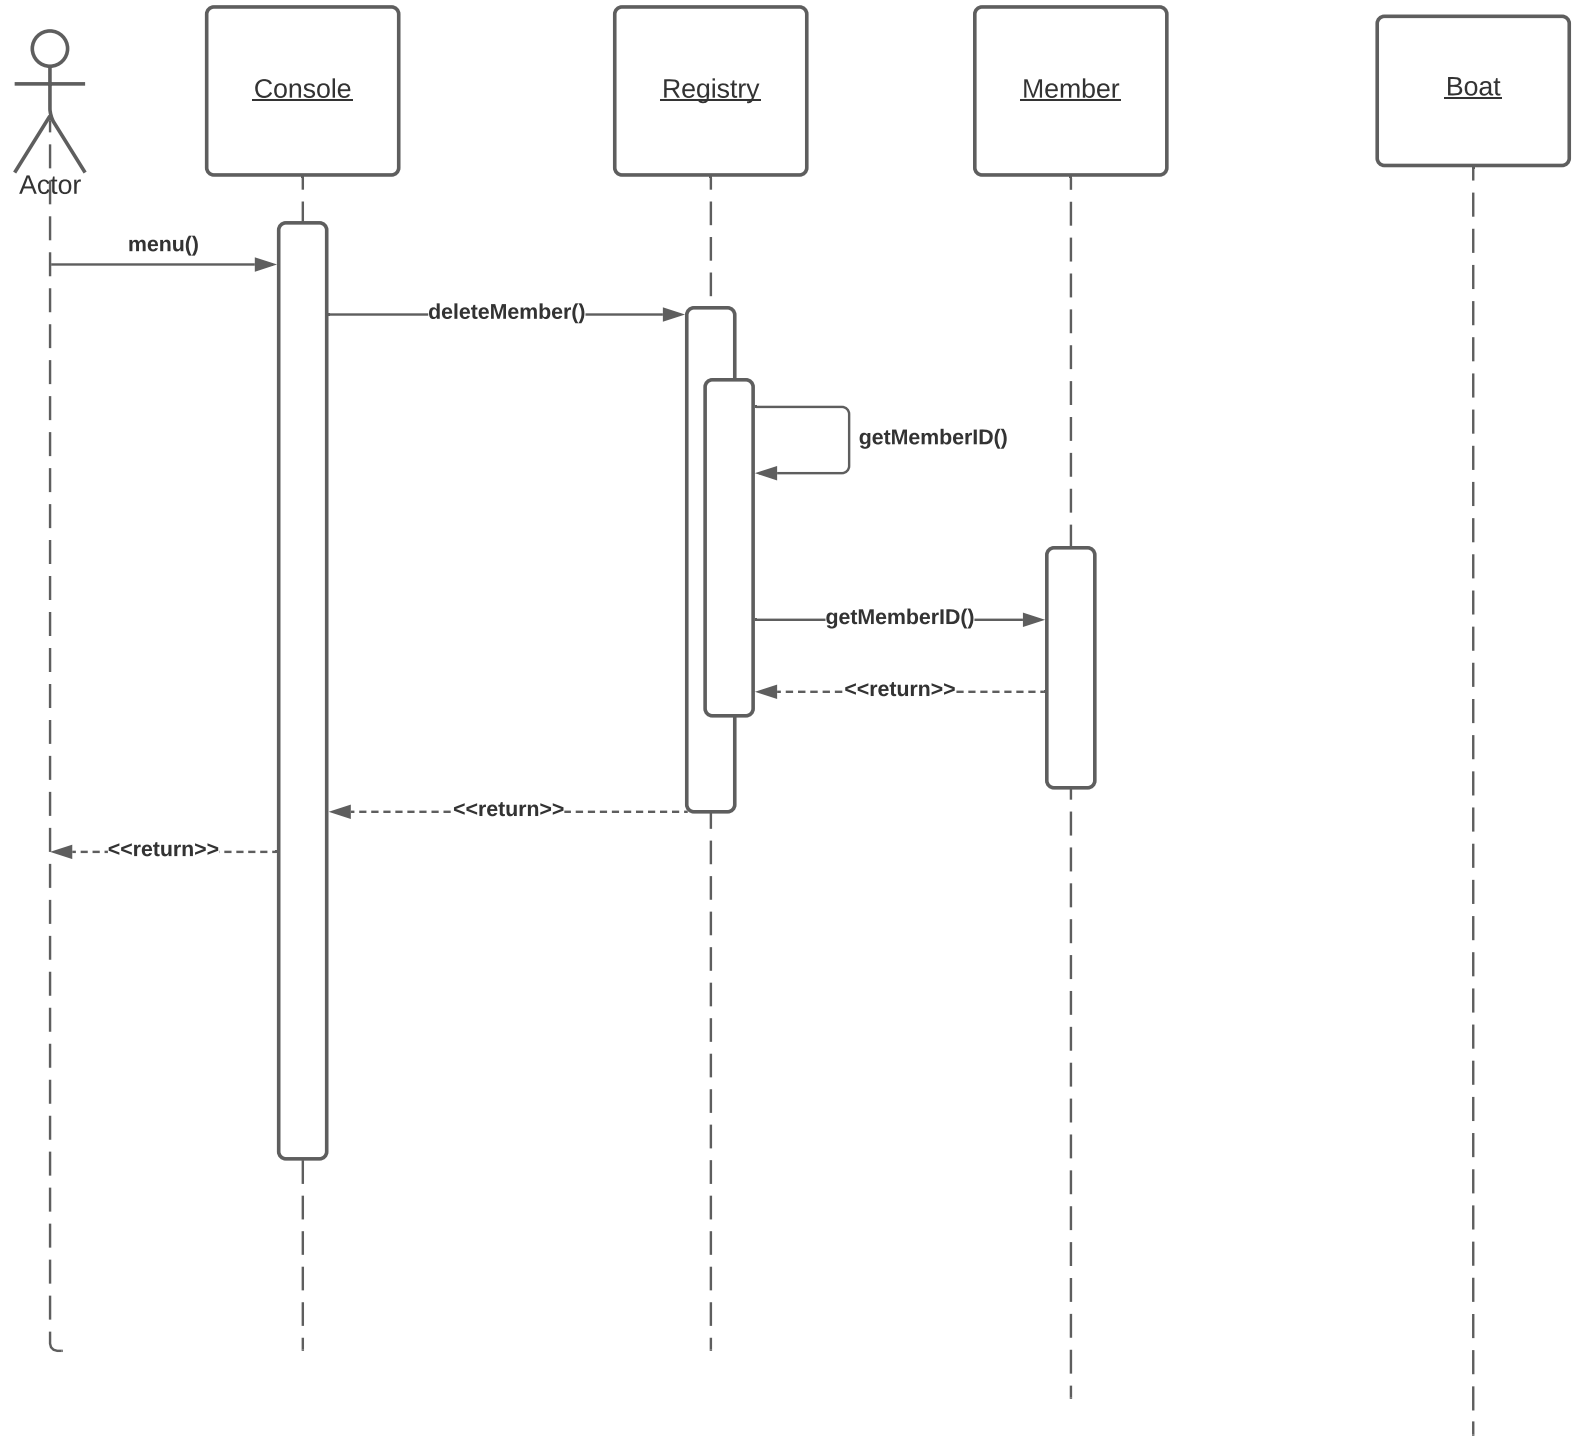 Console
Registry
Member
Boat
Actor
menu()
deleteMember()
getMemberID()
getMemberID()
<<return>>
<<return>>
<<return>>